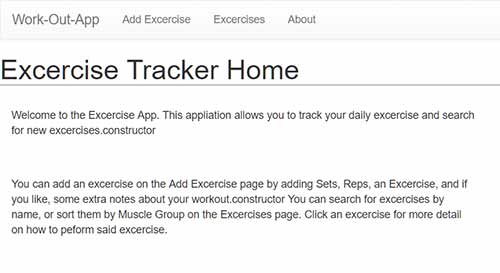 Work-Out-App Add Excercise Excercises About
Excercise Tracker Home
Welcome to the Excercise App. This appliation allows you to track your daily excercise and search
for new excercises.constructor
You can add an excercise on the Add Excercise page by adding Sets, Reps, an Excercise, and if
you like, some extra notes about your workout.constructor You can search for excercises by
name, or sort them by Muscle Group on the Excercises page. Click an excercise for more detail
on how to peform said excercise.